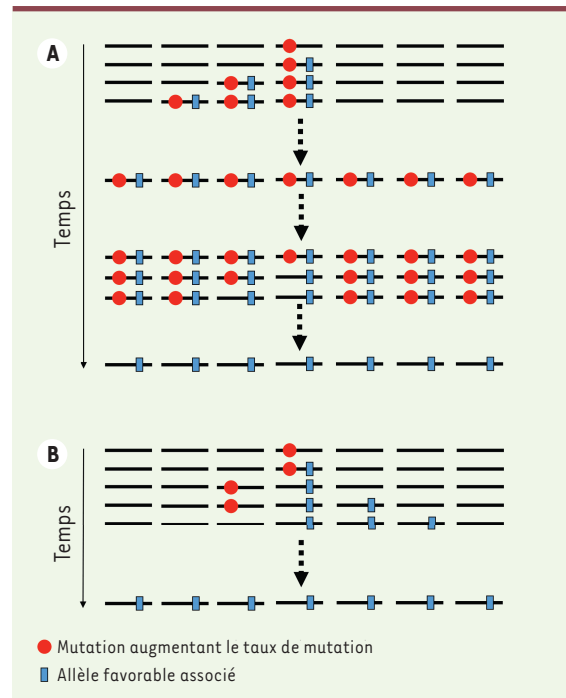 A
Temps
B
Temps
Mutation augmentant le taux de mutation
Allèle favorable associé